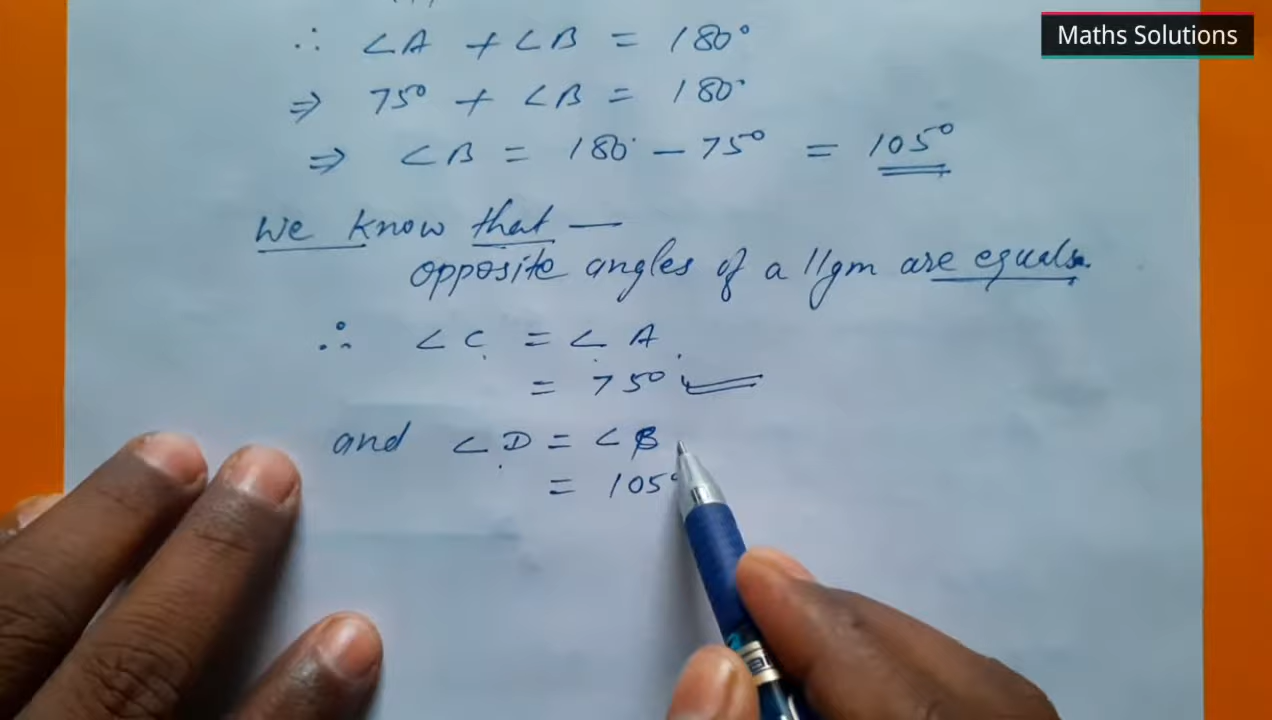 Maths Solutions
∴ ∠A + ∠B = 180°
⇒ 75° + ∠B = 180°
⇒ ∠B = 180° - 75° = 105°
We know that —
opposite angles of a //gm are equals.
∴ ∠C = ∠A
= 75°
and ∠D = ∠B
= 105°